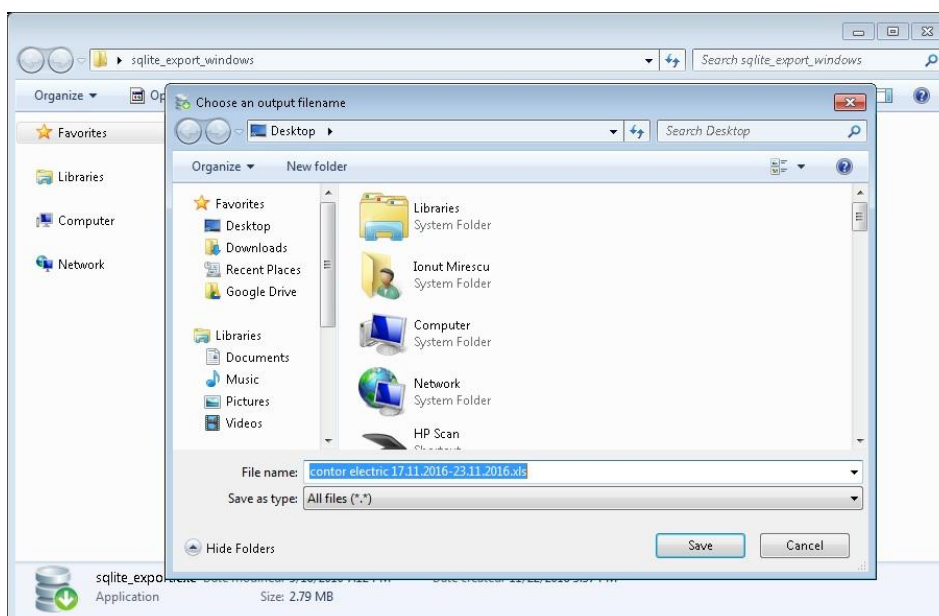 sqlite_export_windows
Search sqlite_export_windows
Organize
Op
Favorites
Libraries
Computer
Network
Choose an output filename
Desktop
Search Desktop
Organize
New folder
Favorites
Desktop
Downloads
Recent Places
Google Drive
Libraries
Documents
Music
Pictures
Videos
Libraries
System Folder
Ionut Mirescu
System Folder
Computer
System Folder
Network
System Folder
HP Scan
Shortcut
File name: contor electric 17.11.2016-23.11.2016.xls
Save as type: All files (*.*)
Hide Folders
Save
Cancel
Application
Size: 2.79 MB